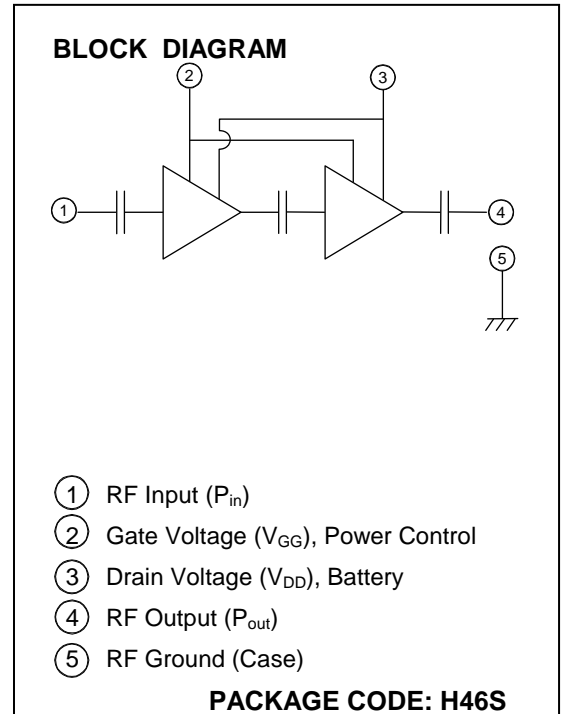 BLOCK DIAGRAM
2
3
1
4
5
1 RF Input (Pin)
2 Gate Voltage (VGG), Power Control
3 Drain Voltage (VDD), Battery
4 RF Output (Pout)
5 RF Ground (Case)
PACKAGE CODE: H46S